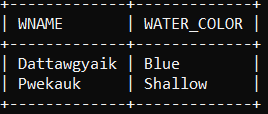 +-------------+-------------+
| WNAME       | WATER_COLOR |
+-------------+-------------+
| Dattawgyaik | Blue        |
| Pwekauk     | Shallow     |
+-------------+-------------+